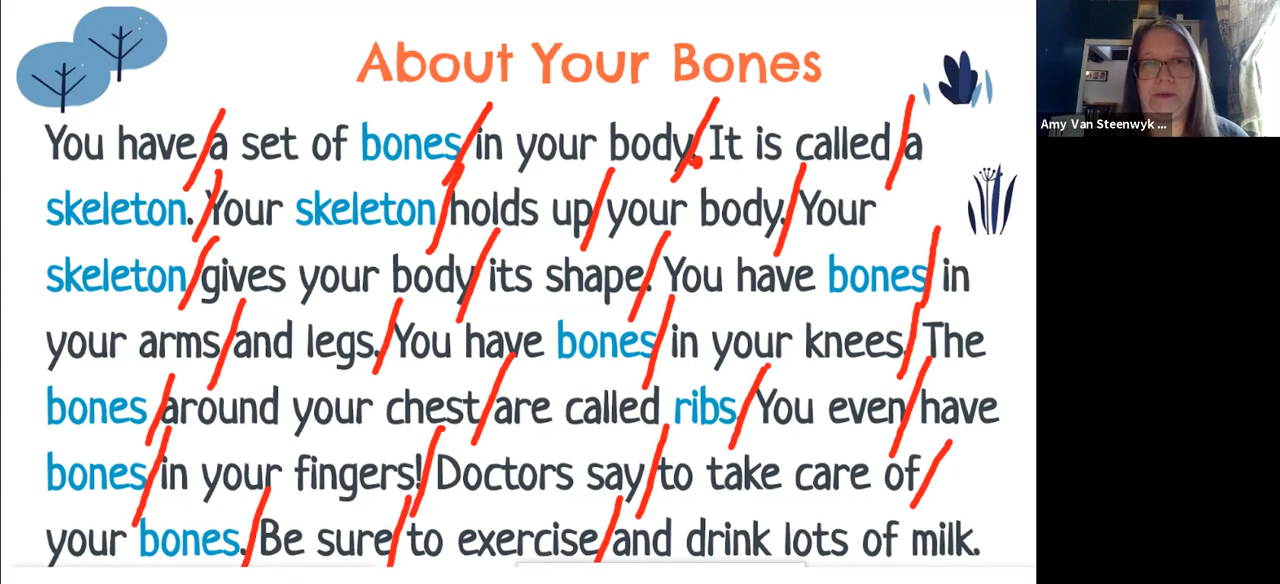 About Your Bones
You have a set of bones in your body. It is called a
skeleton. Your skeleton holds up your body. Your
skeleton gives your body its shape. You have bones in
your arms and legs. You have bones in your knees. The
bones around your chest are called ribs. You even have
bones in your fingers! Doctors say to take care of
your bones. Be sure to exercise and drink lots of milk.
Amy Van Steenwyk ...